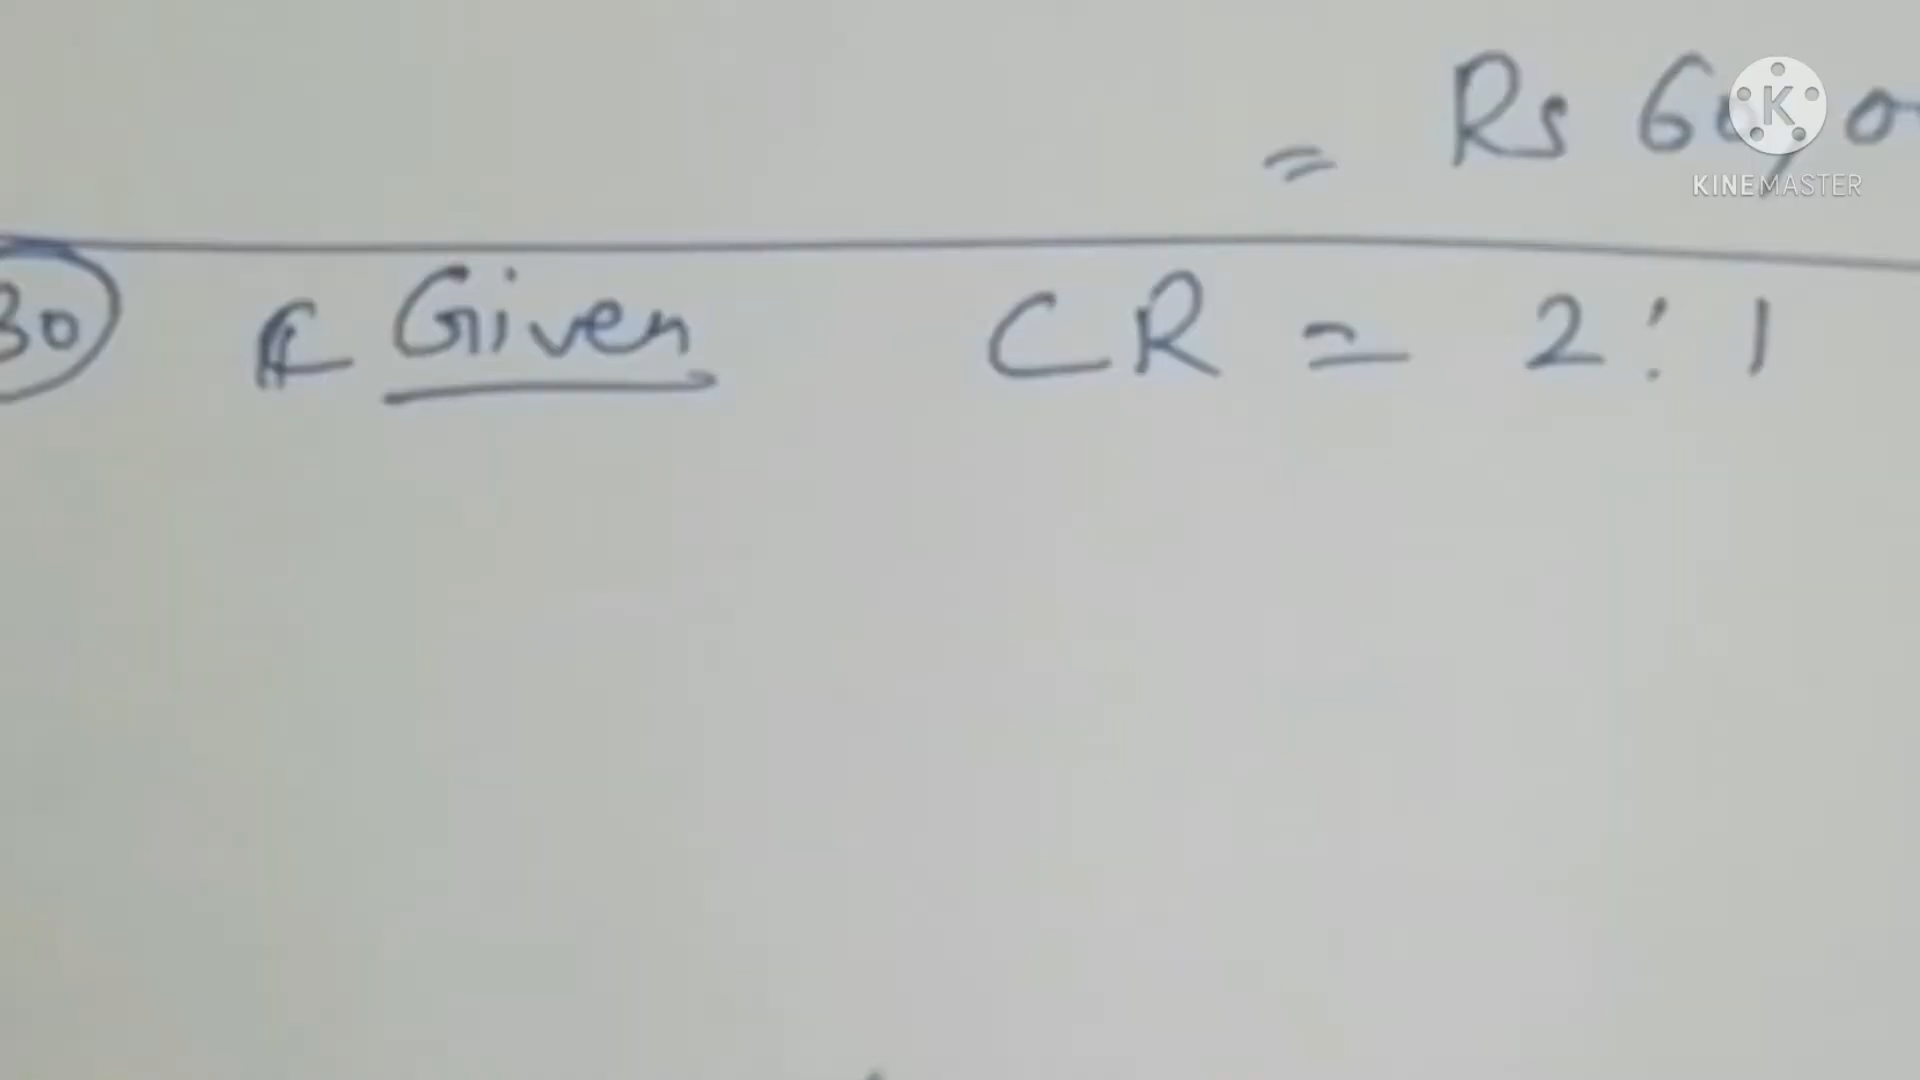 = Rs
K
KINEMASTER
30 Given CR = 2:1